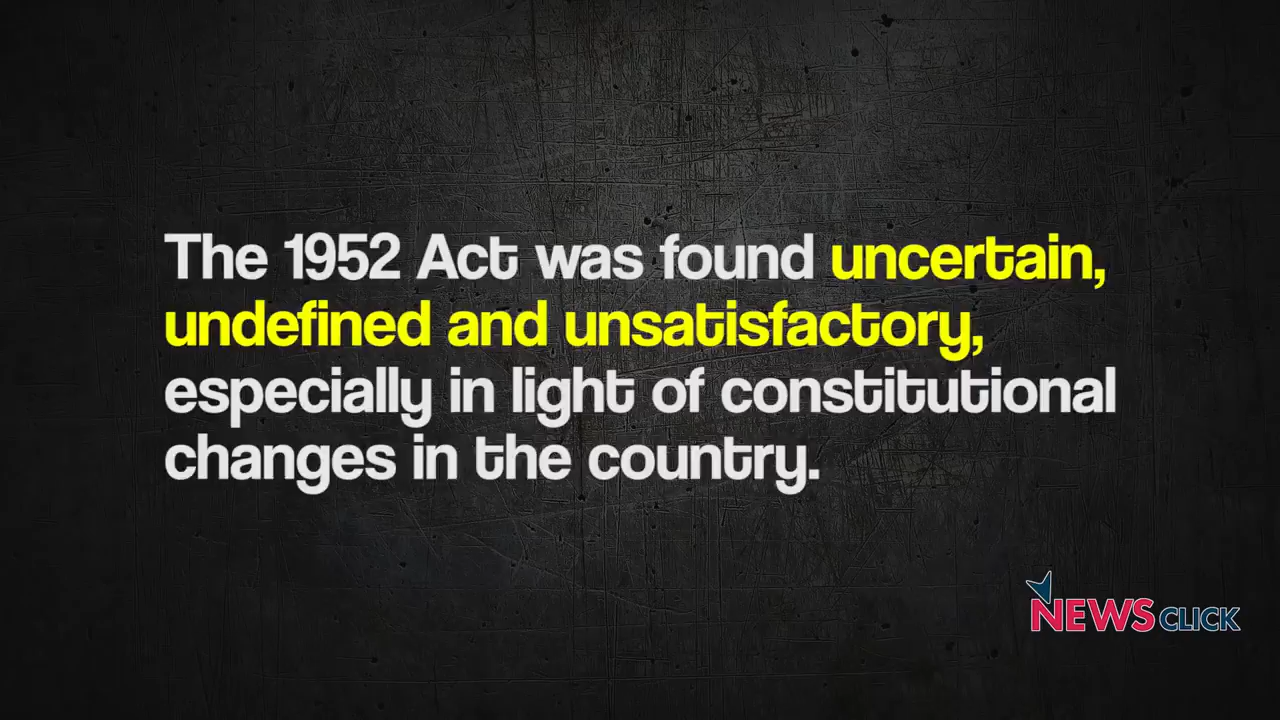 The 1952 Act was found uncertain,
undefined and unsatisfactory,
especially in light of constitutional
changes in the country.
NEWSCLICK